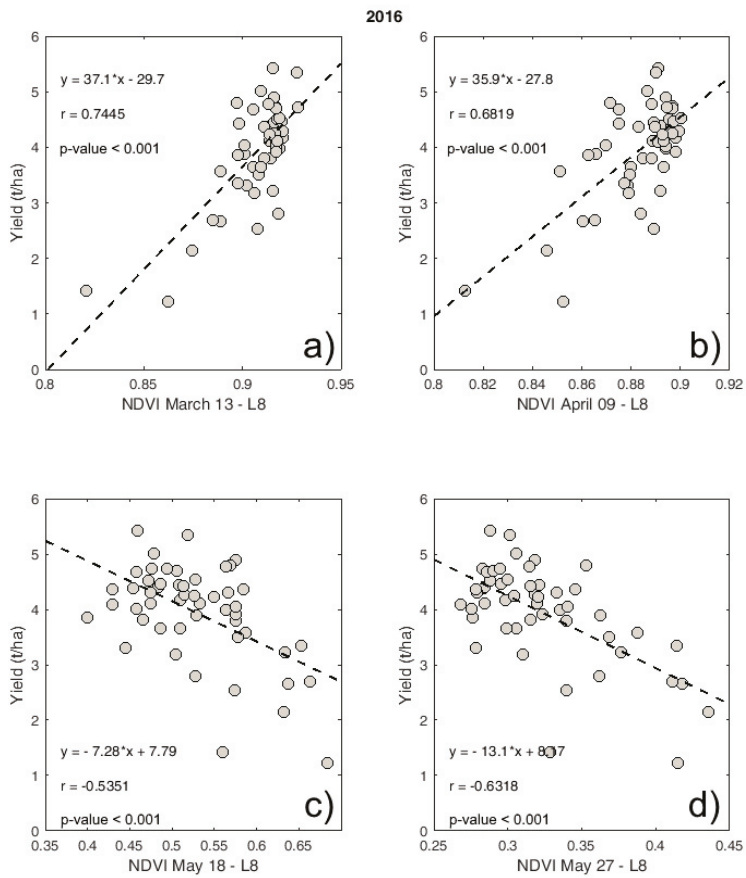 2016
y = 37.1*x - 29.7
r = 0.7445
p-value < 0.001
a)
Yield (t/ha)
0
1
2
3
4
5
6
0.8
0.85
0.9
0.95
NDVI March 13 - L8
y = 35.9*x - 27.8
r = 0.6819
p-value < 0.001
b)
Yield (t/ha)
0
1
2
3
4
5
6
0.8
0.82
0.84
0.86
0.88
0.9
0.92
NDVI April 09 - L8
y = - 7.28*x + 7.79
r = -0.5351
p-value < 0.001
c)
Yield (t/ha)
0
1
2
3
4
5
6
0.35
0.4
0.45
0.5
0.55
0.6
0.65
NDVI May 18 - L8
y = - 13.1*x + 8.17
r = -0.6318
p-value < 0.001
d)
Yield (t/ha)
0
1
2
3
4
5
6
0.25
0.3
0.35
0.4
0.45
NDVI May 27 - L8